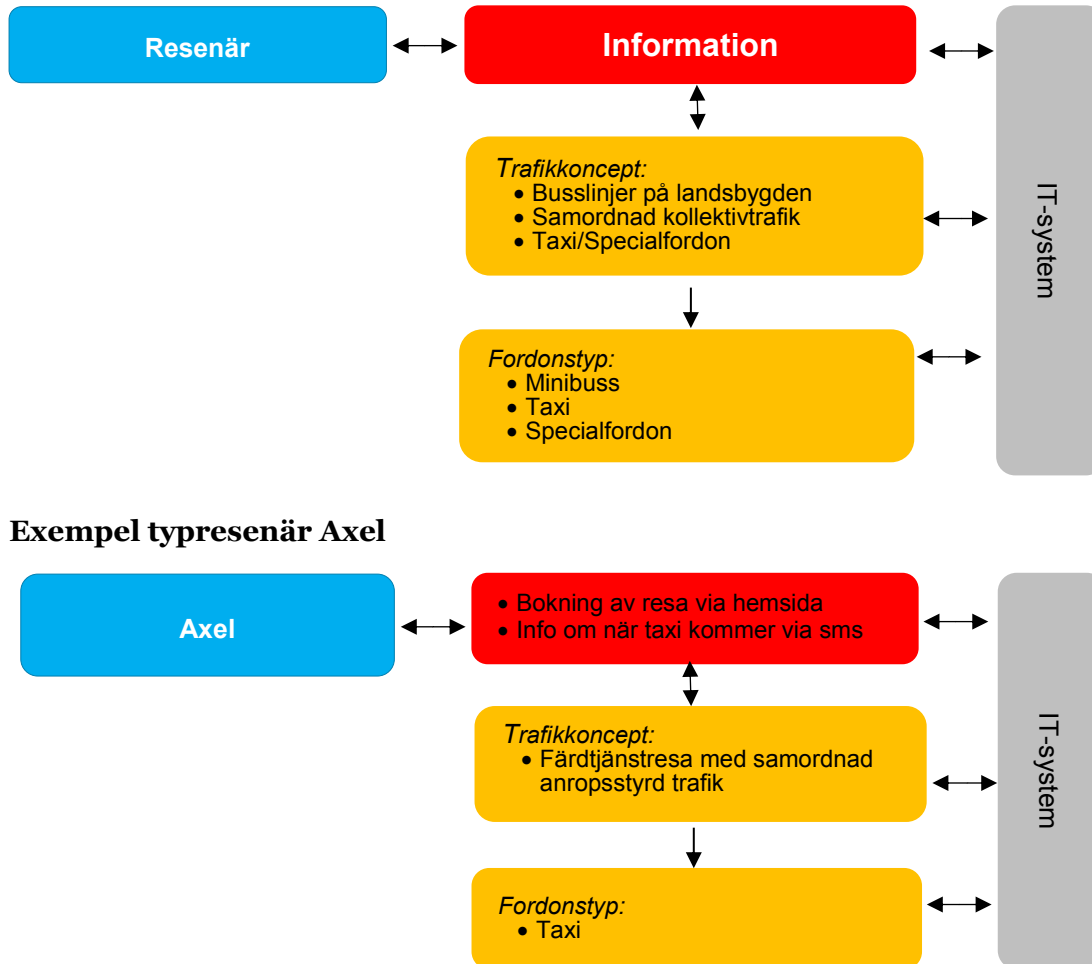 Resenär
Information
IT-system
Trafikkoncept:
• Busslinjer på landsbygden
• Samordnad kollektivtrafik
• Taxi/Specialfordon
Fordonstyp:
• Minibuss
• Taxi
• Specialfordon
Exempel typresenär Axel
Axel
• Bokning av resa via hemsida
• Info om när taxi kommer via sms
IT-system
Trafikkoncept:
• Färdtjänstresa med samordnad
anropsstyrd trafik
Fordonstyp:
• Taxi